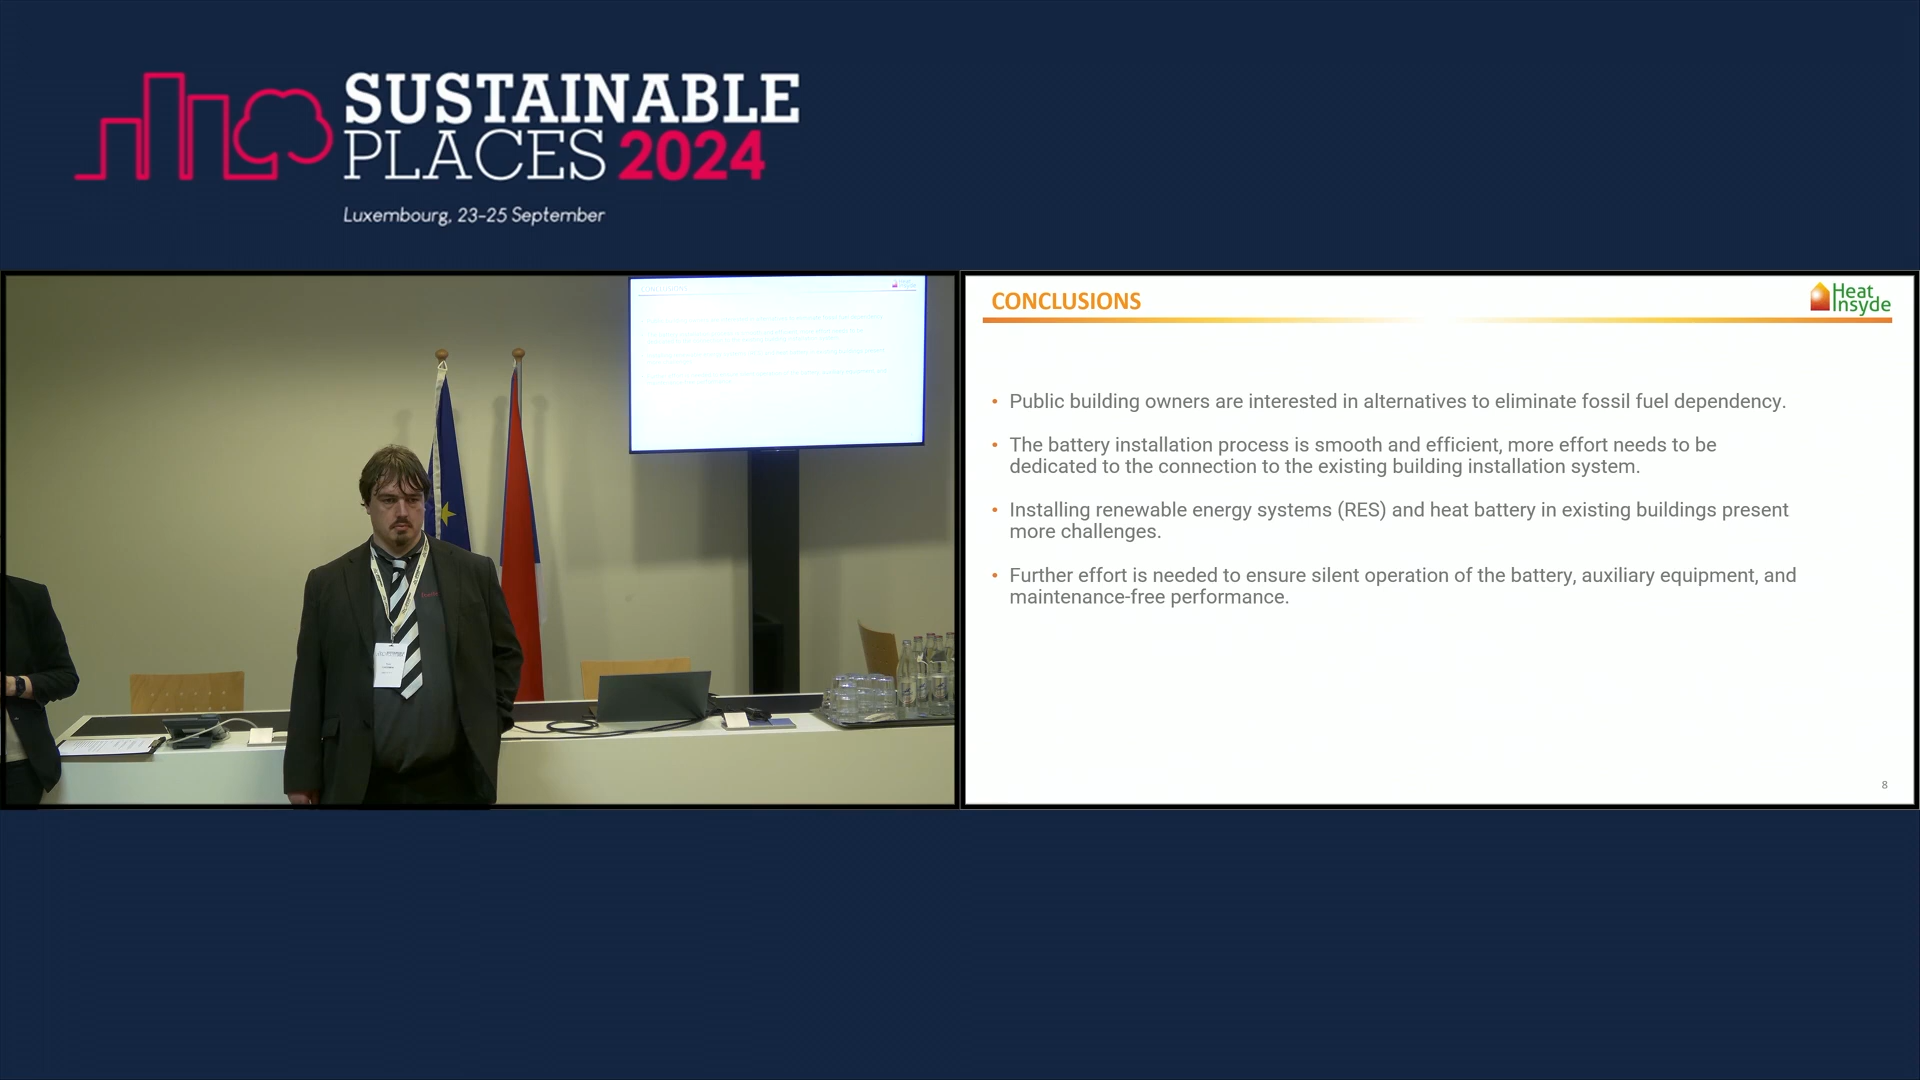 SUSTAINABLE
PLACES 2024
Luxembourg, 23-25 September
CONCLUSIONS
Heat
Insyde
• Public building owners are interested in alternatives to eliminate fossil fuel dependency.
• The battery installation process is smooth and efficient, more effort needs to be
dedicated to the connection to the existing building installation system.
• Installing renewable energy systems (RES) and heat battery in existing buildings present
more challenges.
• Further effort is needed to ensure silent operation of the battery, auxiliary equipment, and
maintenance-free performance.
8